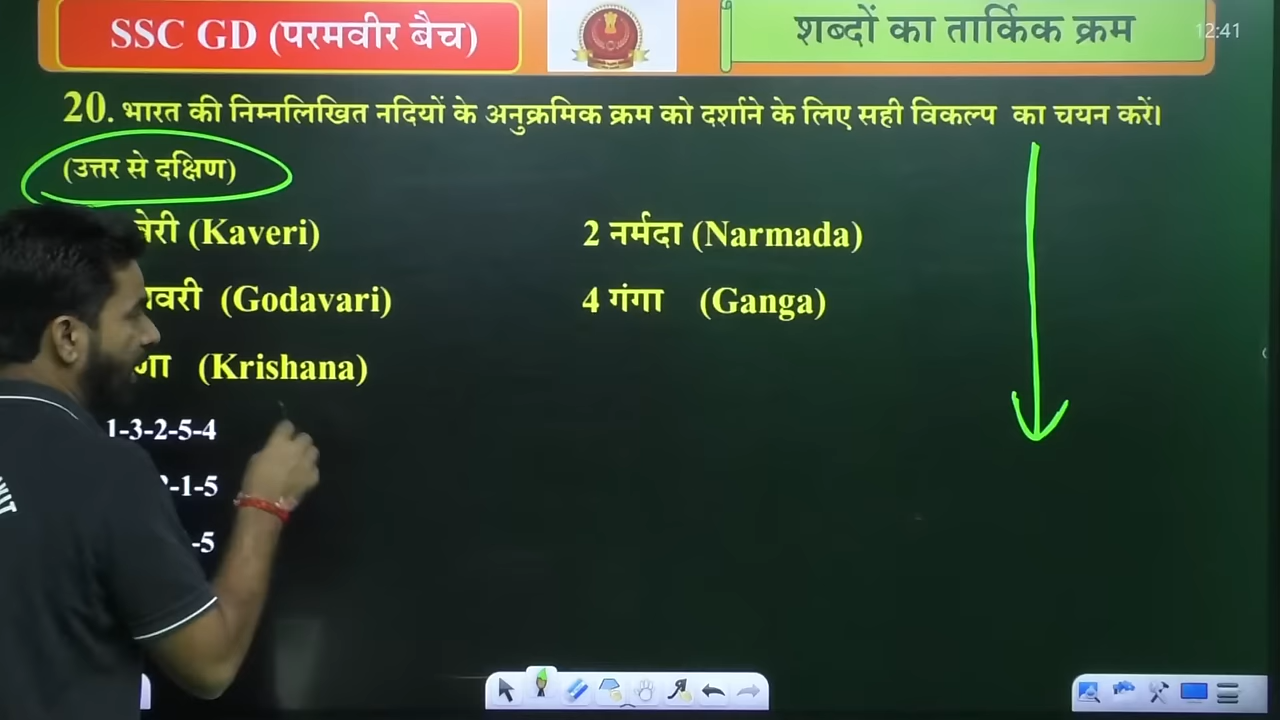 SSC GD (परमवीर बैच)
शब्दों का तार्किक क्रम
12:41
20. भारत की निम्नलिखित नदियों के अनुक्रमिक क्रम को दर्शाने के लिए सही विकल्प का चयन करें।
(उत्तर से दक्षिण)
(Kaveri) 2 नर्मदा (Narmada)
(Godavari) 4 गंगा (Ganga)
(Krishana)
1-3-2-5-4
-1-5
-5